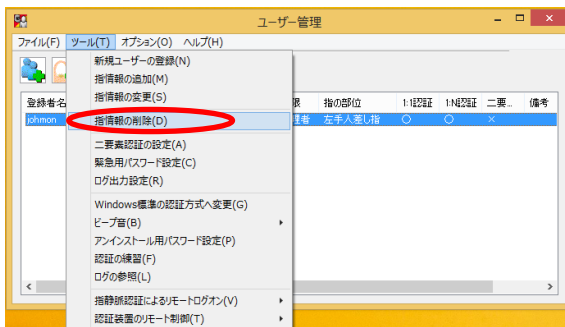 ユーザー管理
ファイル(F) ツール(T) オプション(O) ヘルプ(H)
新規ユーザーの登録(N)
指情報の追加(M)
指情報の変更(S)
登録者名 限 指の部位 1:1認証 1:N認証 二要... 備考
指情報の削除(D)
johmon 理者 左手人差し指 ○ ○ ×
二要素認証の設定(A)
緊急用パスワード設定(C)
ログ出力設定(R)
Windows標準の認証方式へ変更(G)
ビープ音(B)
アンインストール用パスワード設定(P)
認証の練習(F)
ログの参照(L)
指静脈認証によるリモートログオン(V)
認証装置のリモート制御(T)